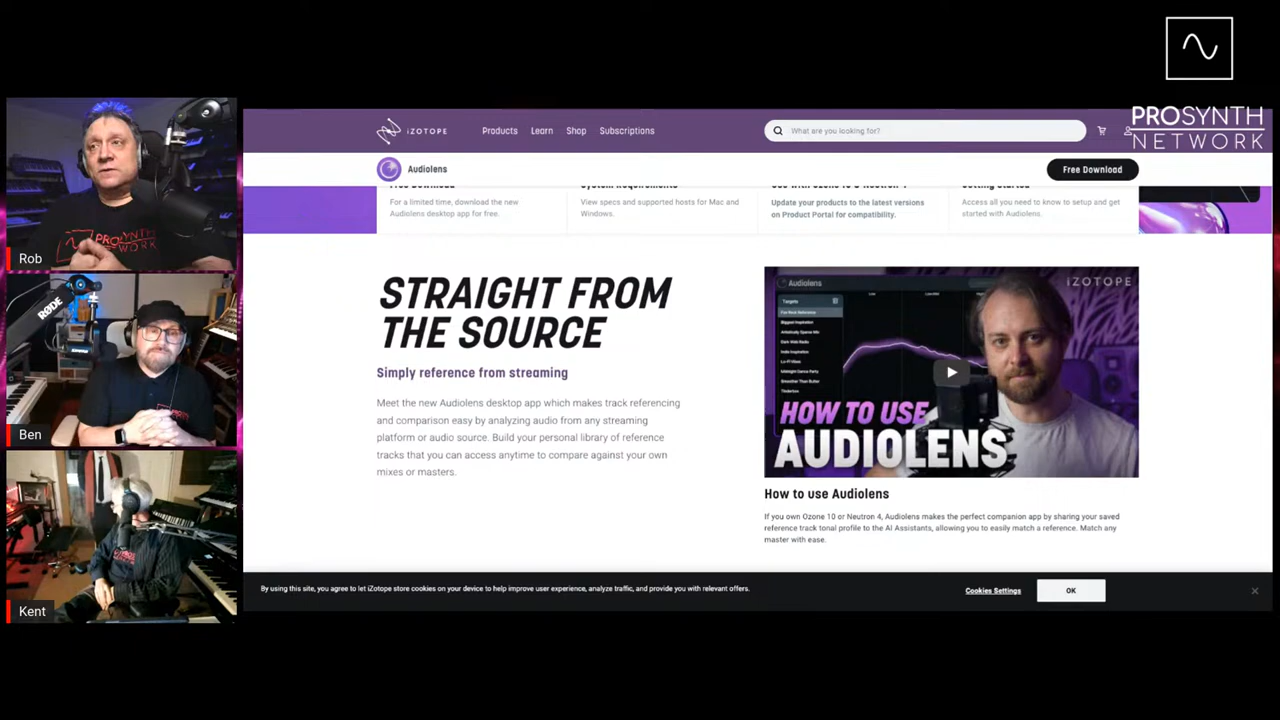 PROSYNTH
NETWORK
iZOTOPE
Products
Learn
Shop
Subscriptions
What are you looking for?
Audiolens
Free Download
Free Download
System Requirements
Getting Started
For a limited time, download the new
Audiolens desktop app for free.
View specs and supported hosts for Mac and
Windows.
Update your products to the latest versions
on Product Portal for compatibility.
Access all you need to know to setup and get
started with Audiolens.
STRAIGHT FROM
THE SOURCE
Simply reference from streaming
Meet the new Audiolens desktop app which makes track referencing
and comparison easy by analyzing audio from any streaming
platform or audio source. Build your personal library of reference
tracks that you can access anytime to compare against your own
mixes or masters.
Audiolens
iZOTOPE
Targets
HOW TO USE
AUDIOLENS
How to use Audiolens
If you own Ozone 10 or Neutron 4, Audiolens makes the perfect companion app by sharing your saved
reference track tonal profile to the AI Assistants, allowing you to easily match a reference. Match any
master with ease.
By using this site, you agree to let iZotope store cookies on your device to help improve user experience, analyze traffic, and provide you with relevant offers.
Cookies Settings
OK
PROSYNTH
NETWORK
Rob
RØDE
Ben
Kent